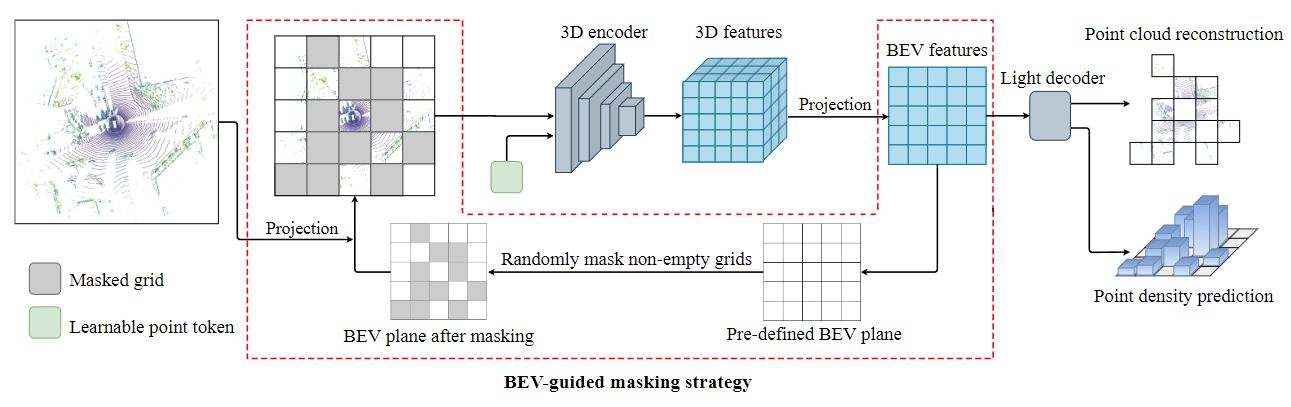 3D encoder
3D features
BEV features
Point cloud reconstruction
Light decoder
Projection
Projection
Randomly mask non-empty grids
Masked grid
Learnable point token
BEV plane after masking
Pre-defined BEV plane
Point density prediction
BEV-guided masking strategy